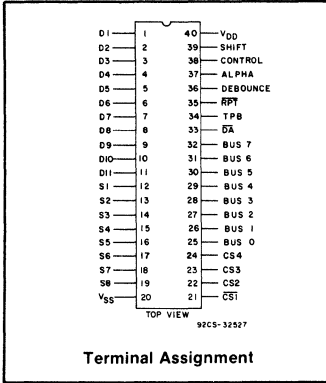 D1 1 40 VDD
D2 2 39 SHIFT
D3 3 38 CONTROL
D4 4 37 ALPHA
D5 5 36 DEBOUNCE
D6 6 35 RPT
D7 7 34 TPB
D8 8 33 DA
D9 9 32 BUS 7
D10 10 31 BUS 6
D11 11 30 BUS 5
S1 12 29 BUS 4
S2 13 28 BUS 3
S3 14 27 BUS 2
S4 15 26 BUS 1
S5 16 25 BUS 0
S6 17 24 CS4
S7 18 23 CS3
S8 19 22 CS2
VSS 20 21 CS1
TOP VIEW
92CS-32527
Terminal Assignment